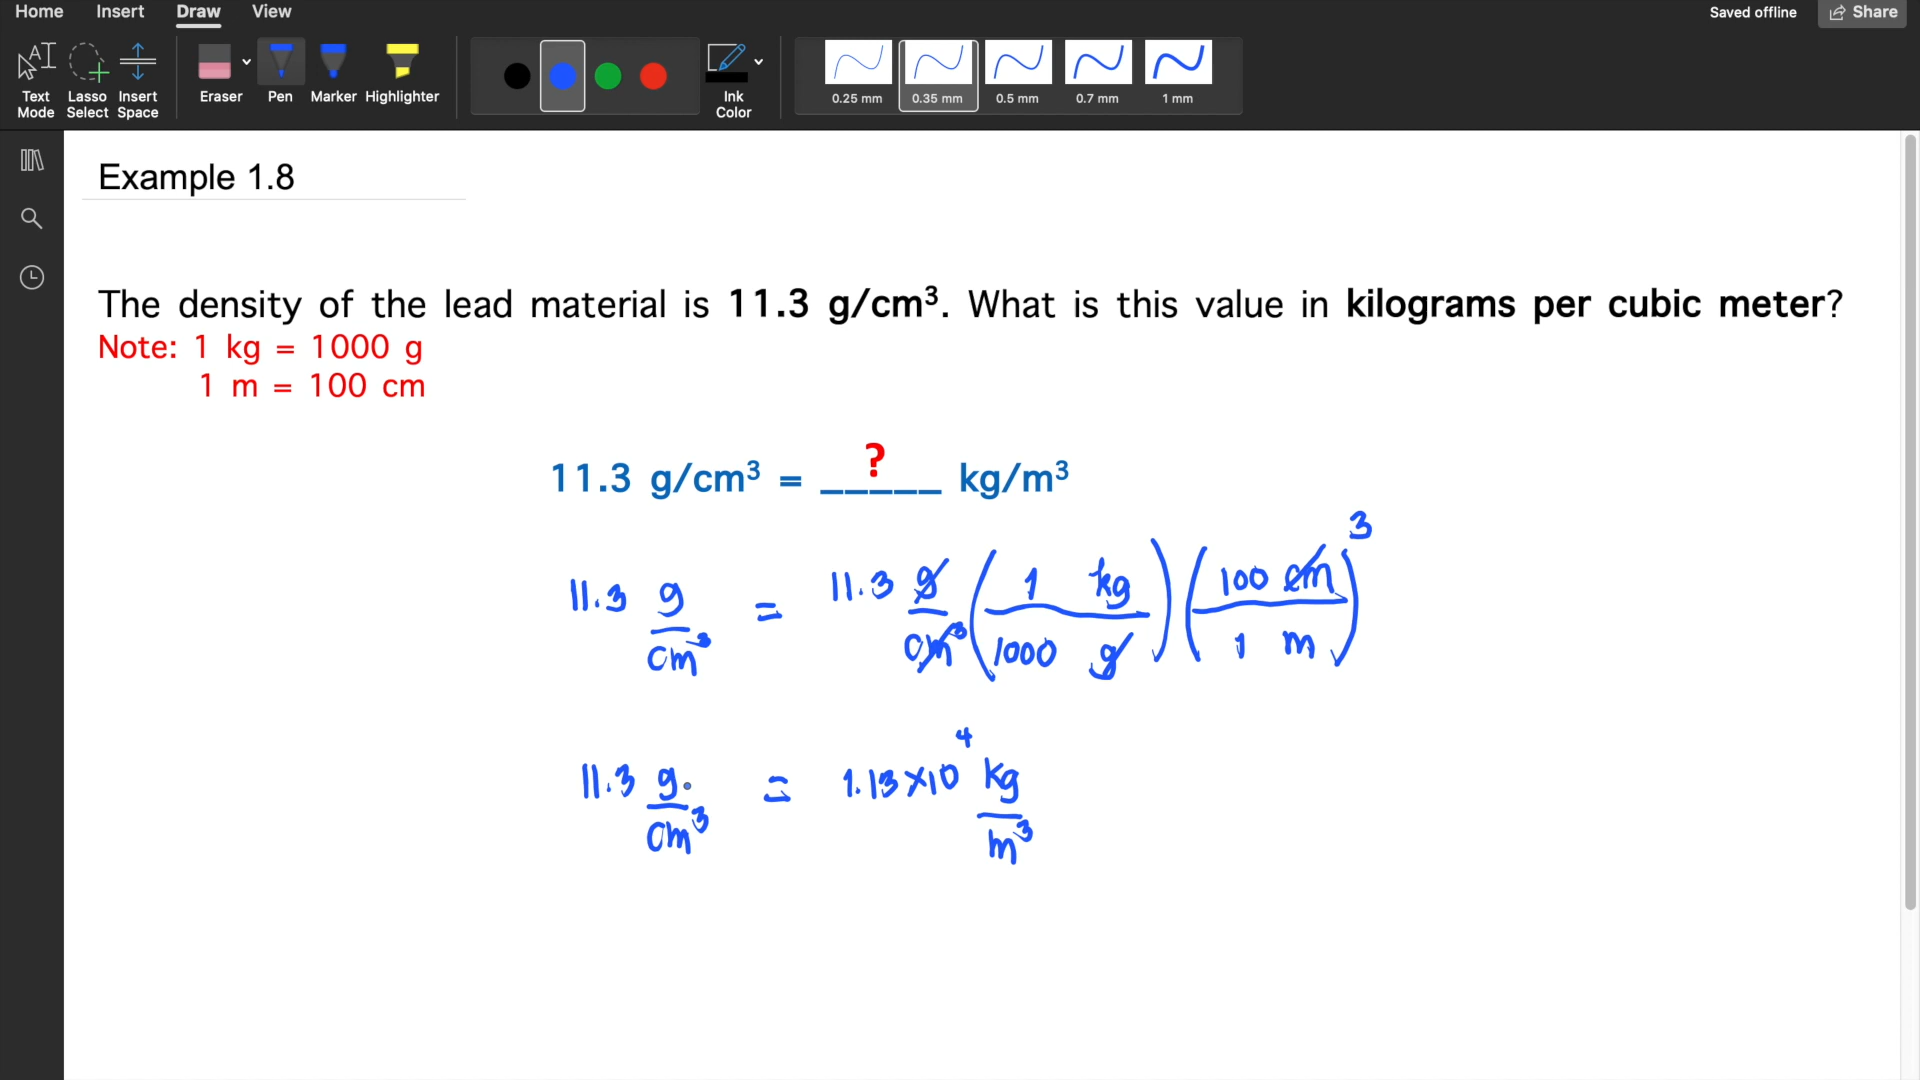 Home Insert Draw View Saved offline Share
Text Mode Lasso Select Insert Space Eraser Pen Marker Highlighter Ink Color 0.25 mm 0.35 mm 0.5 mm 0.7 mm 1 mm
Example 1.8
The density of the lead material is 11.3 g/cm³. What is this value in kilograms per cubic meter?
Note: 1 kg = 1000 g
1 m = 100 cm
11.3 g/cm³ = __?__ kg/m³
11.3 g/cm³ = 11.3 g/cm³ (1 kg/1000 g) (100 cm/1 m)³
11.3 g/cm³ = 1.13×10⁴ kg/m³